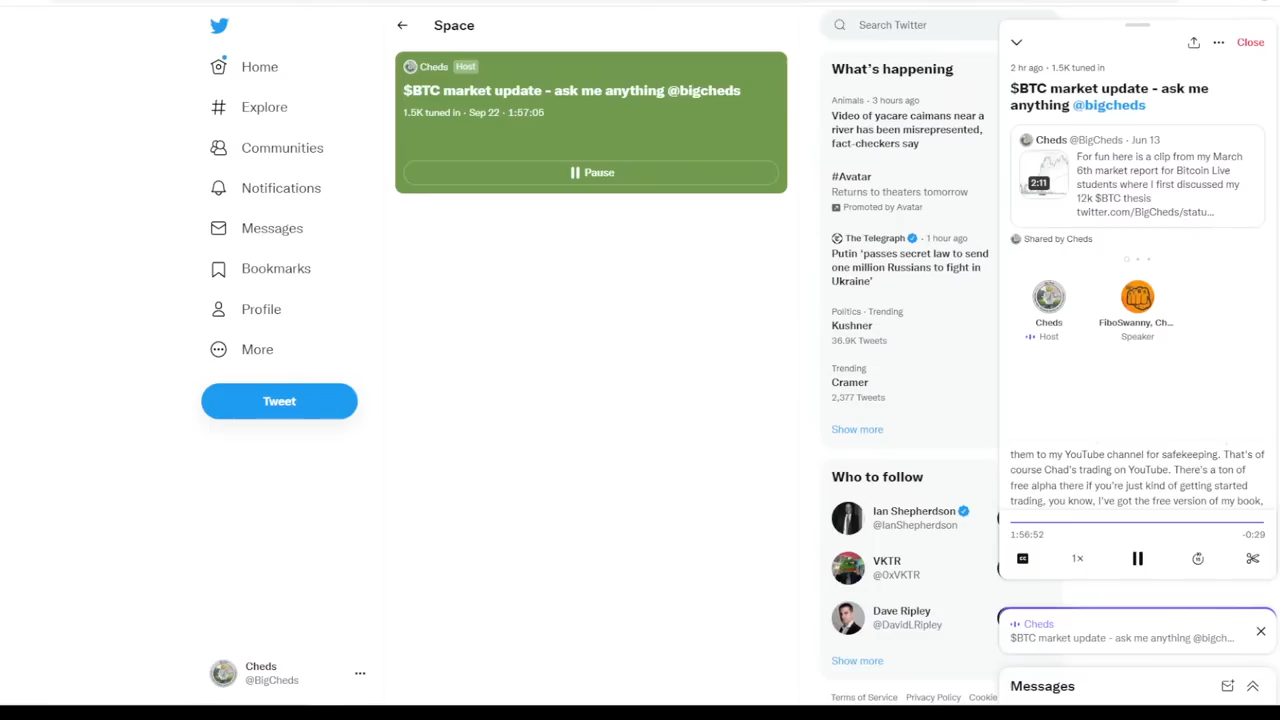 Home
Explore
Communities
Notifications
Messages
Bookmarks
Profile
More
Tweet
Cheds
@BigCheds
Space
Cheds Host
$BTC market update - ask me anything @bigcheds
1.5K tuned in · Sep 22 · 1:57:05
Pause
Search Twitter
What's happening
Animals · 3 hours ago
Video of yacare caimans near a
river has been misrepresented,
fact-checkers say
#Avatar
Returns to theaters tomorrow
Promoted by Avatar
The Telegraph · 1 hour ago
Putin 'passes secret law to send
one million Russians to fight in
Ukraine'
Politics · Trending
Kushner
36.9K Tweets
Trending
Cramer
2,377 Tweets
Show more
Who to follow
Ian Shepherdson
@IanShepherdson
VKTR
@0xVKTR
Dave Ripley
@DavidLRipley
Show more
Terms of Service Privacy Policy Cookie
Close
2 hr ago · 1.5K tuned in
$BTC market update - ask me
anything @bigcheds
Cheds @BigCheds · Jun 13
2:11
For fun here is a clip from my March
6th market report for Bitcoin Live
students where I first discussed my
12k $BTC thesis
twitter.com/BigCheds/statu...
Shared by Cheds
Cheds
Host
FiboSwanny, Ch...
Speaker
them to my YouTube channel for safekeeping. That's of
course Chad's trading on YouTube. There's a ton of
free alpha there if you're just kind of getting started
trading, you know, I've got the free version of my book,
1:56:52 -0:29
CC 1× 15
Cheds
$BTC market update - ask me anything @bigch...
Messages